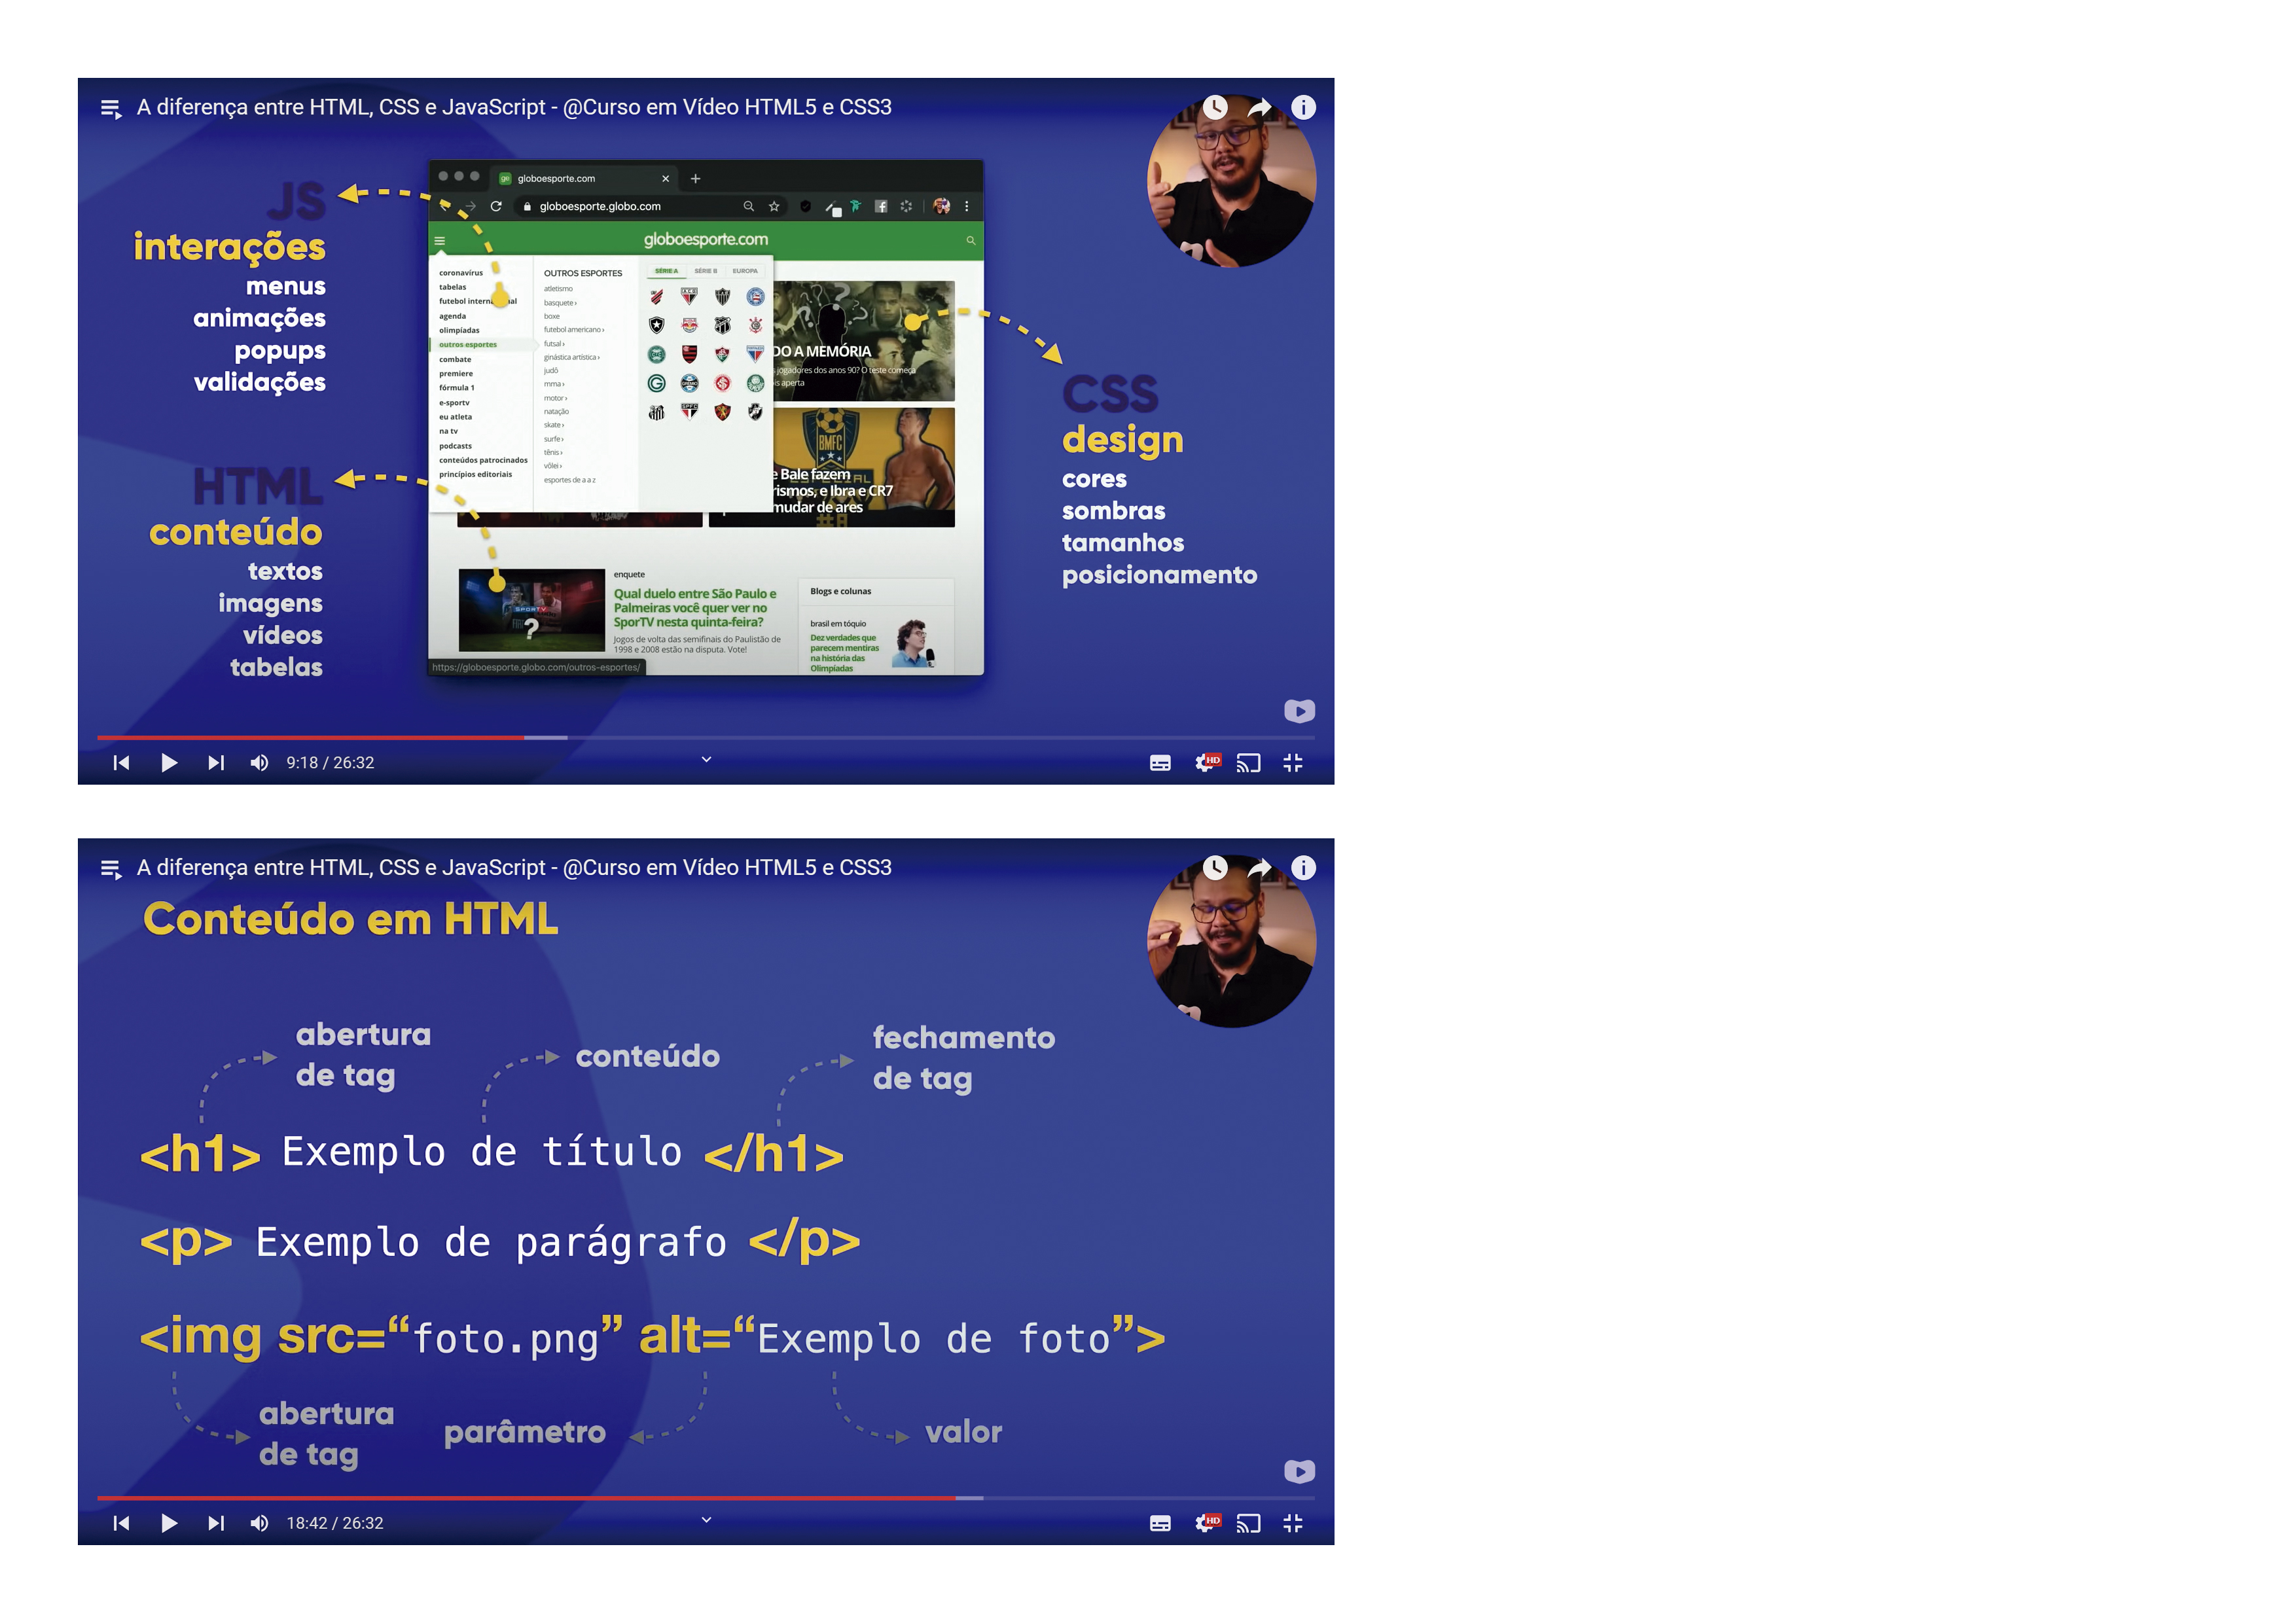 A diferença entre HTML, CSS e JavaScript - @Curso em Vídeo HTML5 e CSS3
JS
interações
menus
animações
popups
validações
HTML
conteúdo
textos
imagens
vídeos
tabelas
globoesporte.com
globoesporte.globo.com
globoesporte.com
coronavírus
tabelas
agenda
olimpíadas
outros esportes
combate
premiere
fórmula 1
e-sportv
eu atleta
na tv
podcasts
conteúdos patrocinados
princípios editoriais
OUTROS ESPORTES
atletismo
basquete ›
boxe
futebol americano ›
futsal ›
ginástica artística ›
judô
mma ›
motor ›
natação
skate ›
surfe ›
tênis ›
vôlei ›
esportes de a a z
SÉRIE A SÉRIE B EUROPA
DO A MEMÓRIA
jogadores dos anos 90? O teste começa
is aperta
BMFC
e Bale fazem
rismos, e Ibra e CR7
mudar de ares
SPORTV
?
enquete
Qual duelo entre São Paulo e
Palmeiras você quer ver no
SporTV nesta quinta-feira?
Jogos de volta das semifinais do Paulistão de
1998 e 2008 estão na disputa. Vote!
Blogs e colunas
brasil em tóquio
Dez verdades que
parecem mentiras
na história das
Olimpíadas
https://globoesporte.globo.com/outros-esportes/
CSS
design
cores
sombras
tamanhos
posicionamento
9:18 / 26:32
HD
A diferença entre HTML, CSS e JavaScript - @Curso em Vídeo HTML5 e CSS3
Conteúdo em HTML
abertura
de tag
conteúdo
fechamento
de tag
<h1> Exemplo de título </h1>
<p> Exemplo de parágrafo </p>
<img src=“foto.png” alt=“Exemplo de foto”>
abertura
de tag
parâmetro
valor
18:42 / 26:32
HD